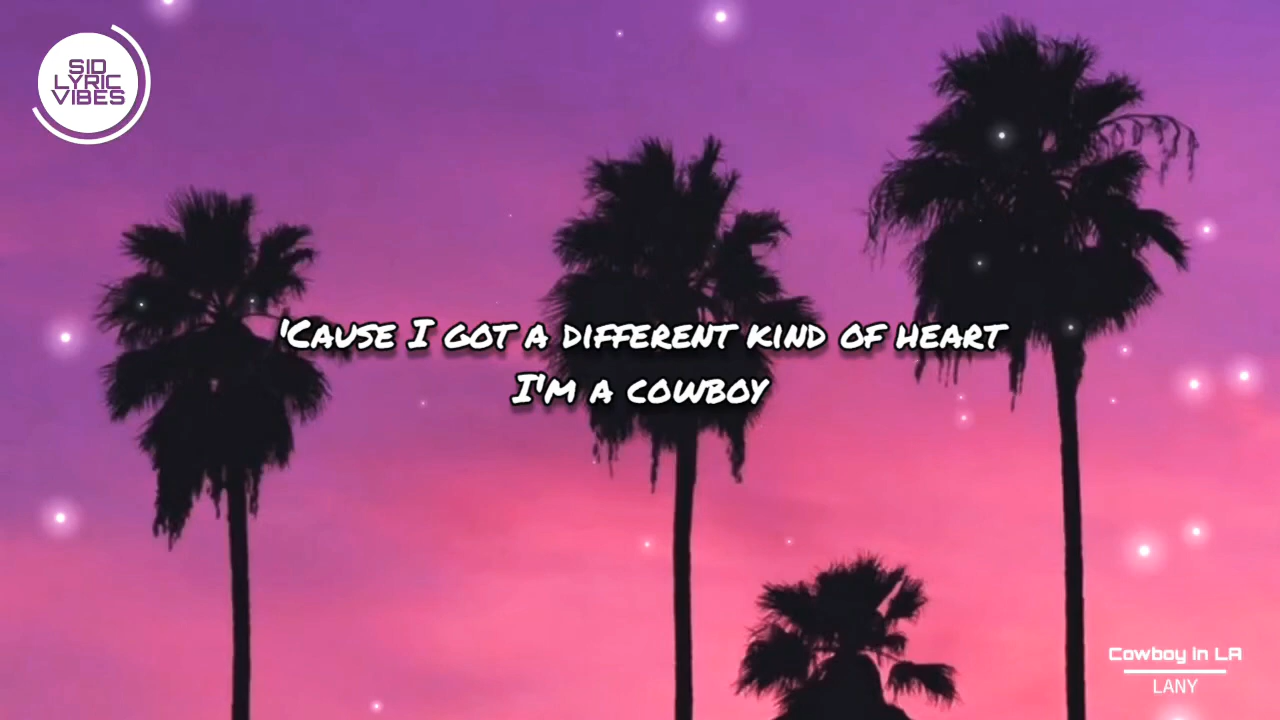 SID
LYRIC
VIBES
'Cause I got a different kind of heart
I'm a cowboy
Cowboy In LA
LANY